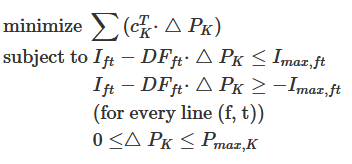 minimize ∑(c_K^T· △ P_K)
subject to I_ft − DF_ft· △ P_K ≤ I_max,ft
I_ft − DF_ft· △ P_K ≥ −I_max,ft
(for every line (f, t))
0 ≤△ P_K ≤ P_max,K